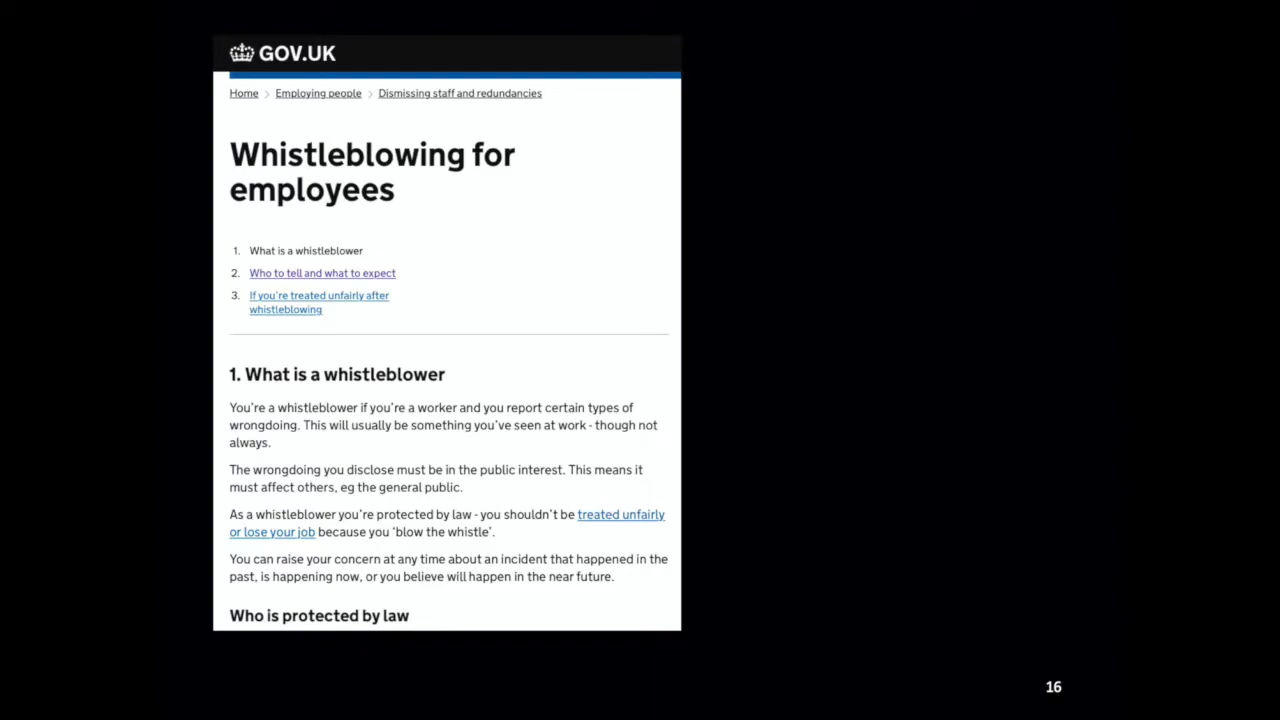 GOV.UK
Home > Employing people > Dismissing staff and redundancies
Whistleblowing for
employees
1. What is a whistleblower
2. Who to tell and what to expect
3. If you're treated unfairly after
whistleblowing
1. What is a whistleblower
You're a whistleblower if you're a worker and you report certain types of
wrongdoing. This will usually be something you've seen at work - though not
always.
The wrongdoing you disclose must be in the public interest. This means it
must affect others, eg the general public.
As a whistleblower you're protected by law - you shouldn't be treated unfairly
or lose your job because you 'blow the whistle'.
You can raise your concern at any time about an incident that happened in the
past, is happening now, or you believe will happen in the near future.
Who is protected by law
16